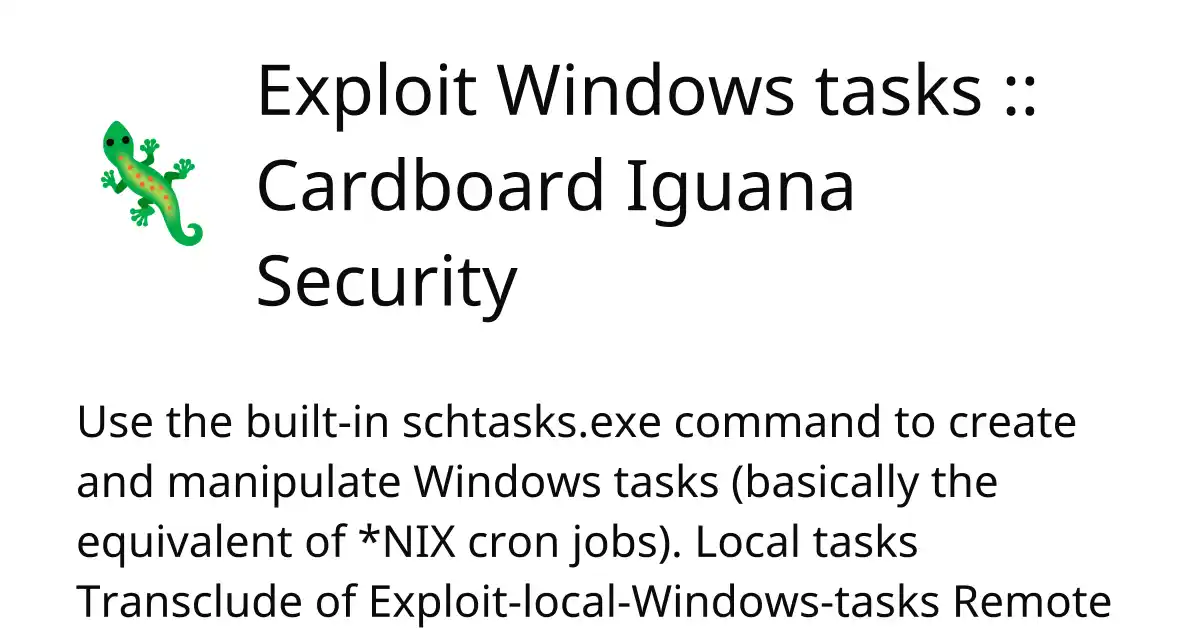 Exploit Windows tasks ::
Cardboard Iguana
Security
Use the built-in schtasks.exe command to create
and manipulate Windows tasks (basically the
equivalent of *NIX cron jobs). Local tasks
Transclude of Exploit-local-Windows-tasks Remote